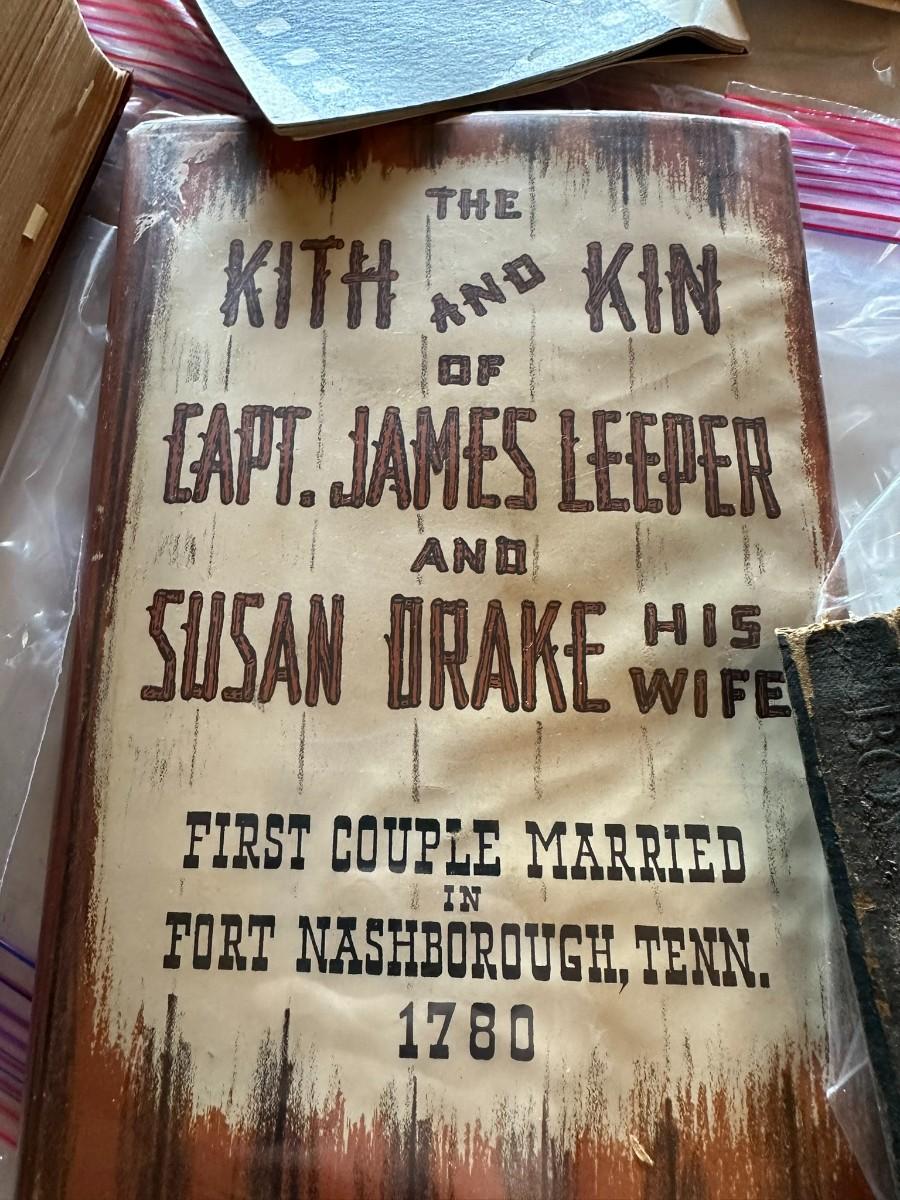 THE
KITH AND KIN
OF
CAPT. JAMES LEEPER
AND
SUSAN DRAKE HIS WIFE
FIRST COUPLE MARRIED
IN
FORT NASHBOROUGH, TENN.
1780